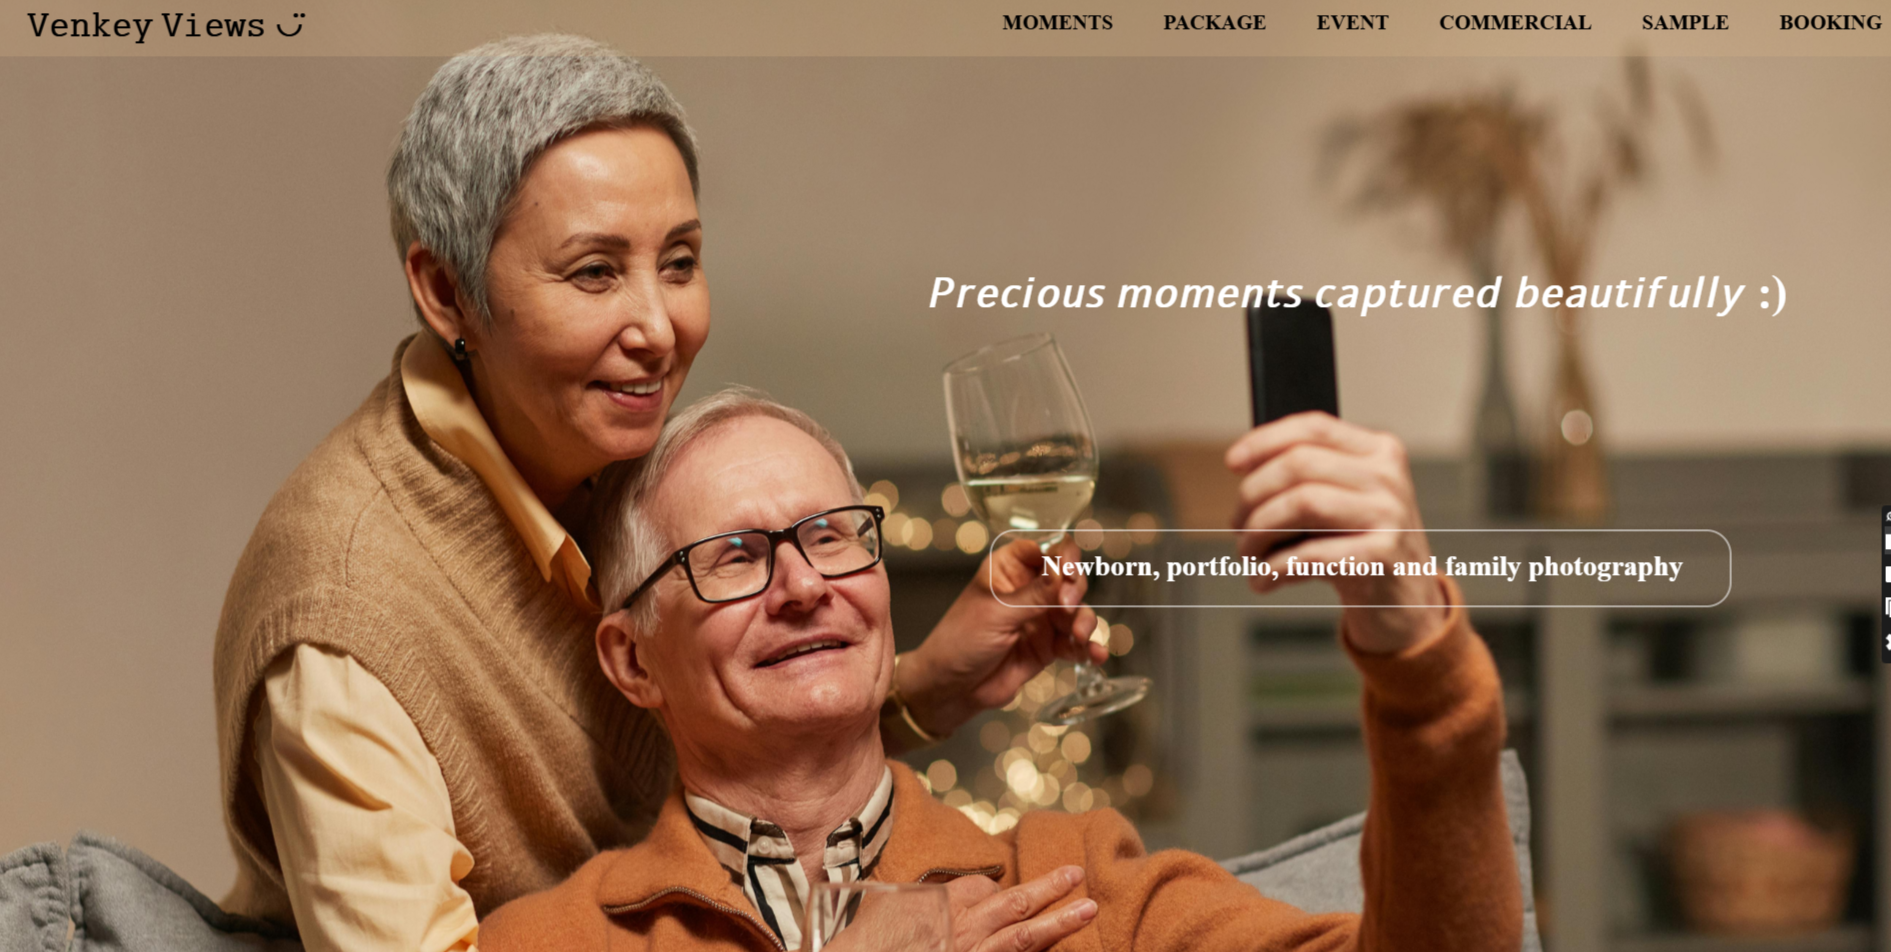 Venkey Views
MOMENTS PACKAGE EVENT COMMERCIAL SAMPLE BOOKING
Precious moments captured beautifully :)
Newborn, portfolio, function and family photography